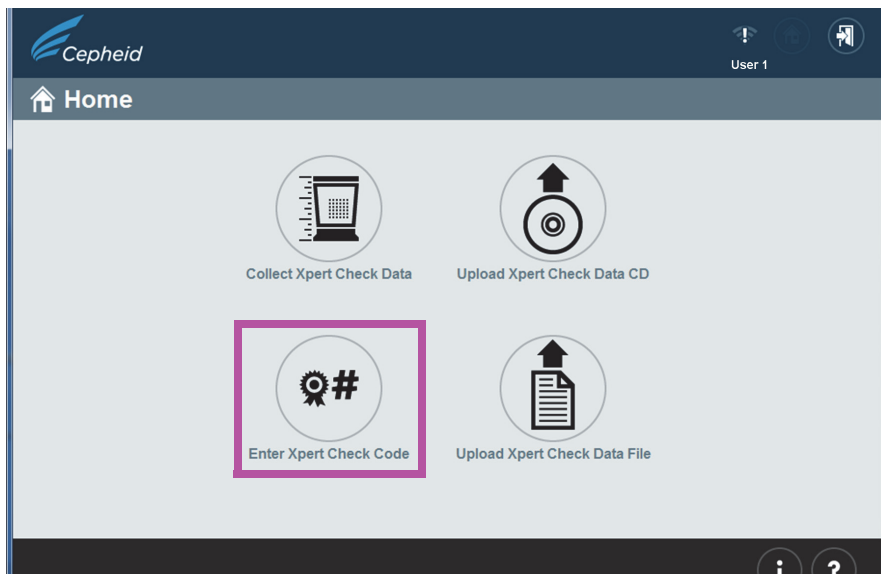 Cepheid
User 1
Home
Collect Xpert Check Data
Upload Xpert Check Data CD
#
Enter Xpert Check Code
Upload Xpert Check Data File
i
?